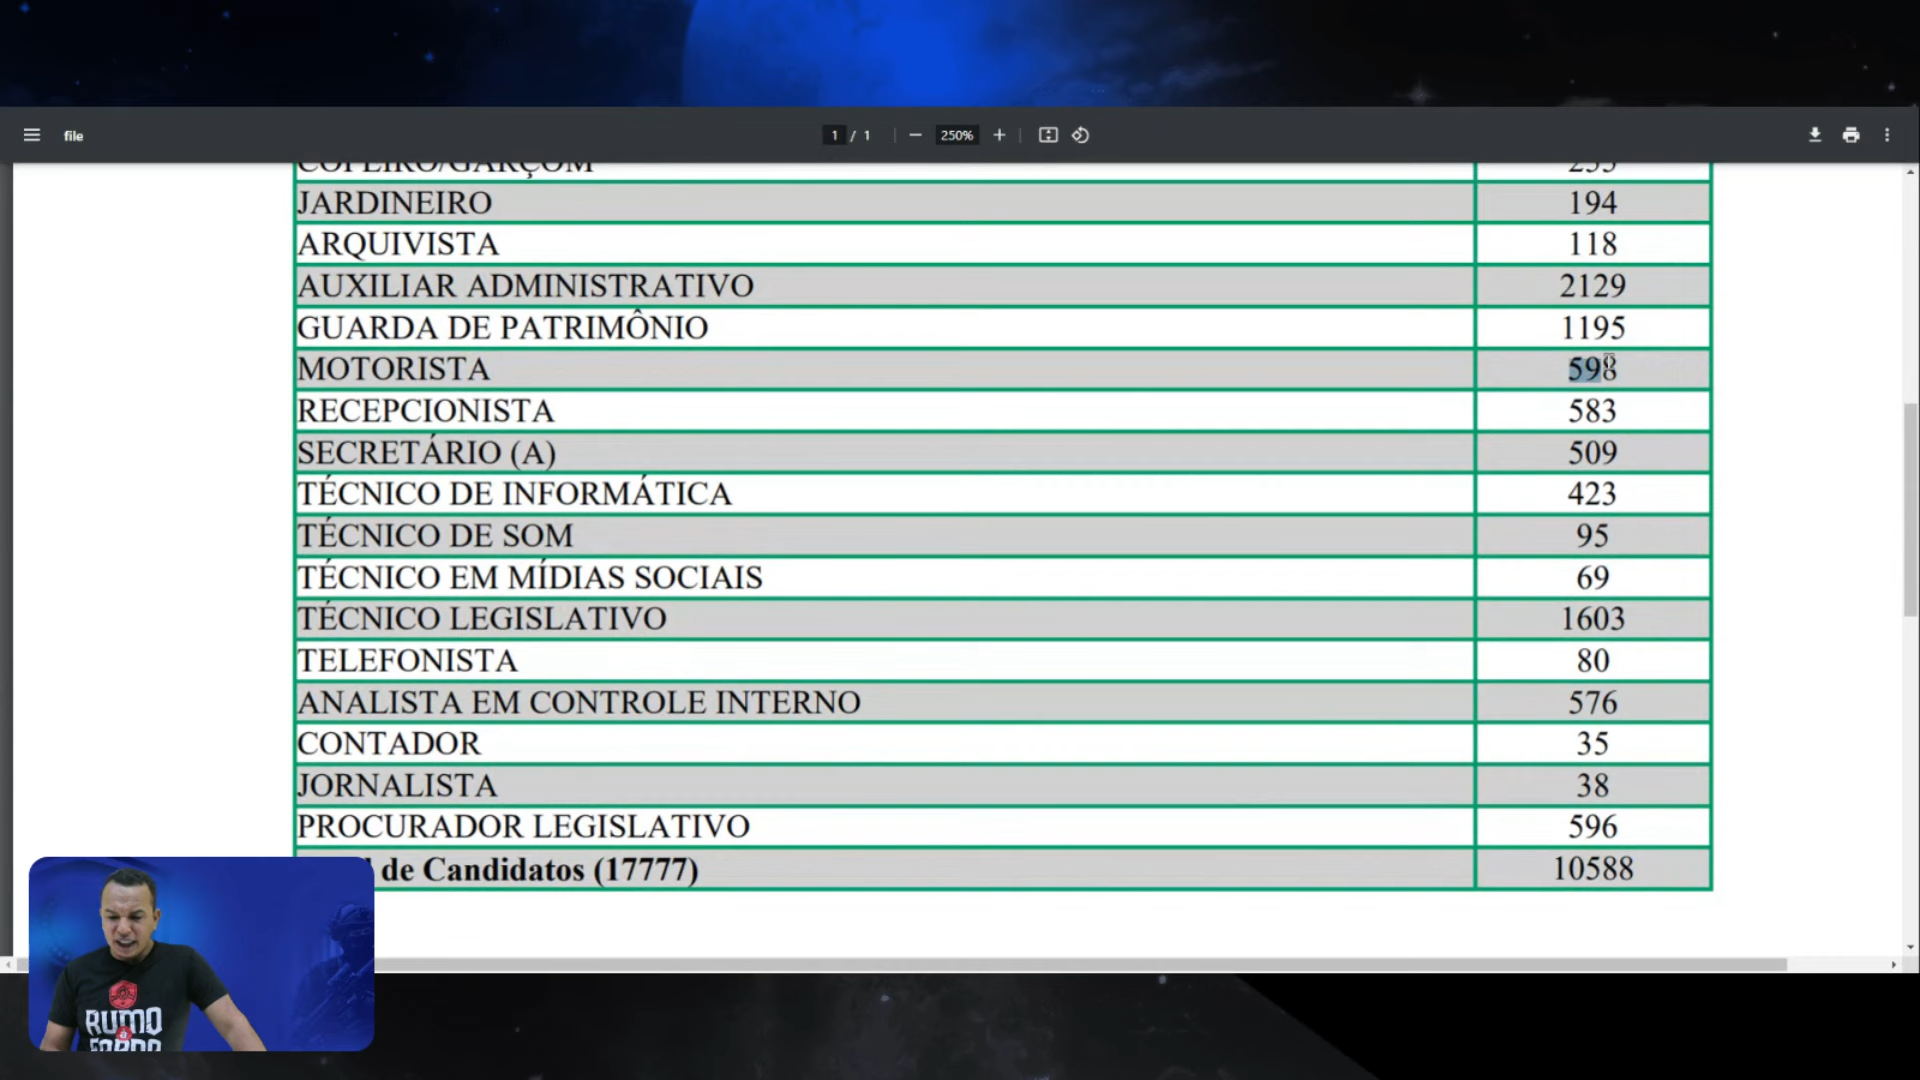 file
1 / 1
250%
COPEIRO/GARÇOM
JARDINEIRO 194
ARQUIVISTA 118
AUXILIAR ADMINISTRATIVO 2129
GUARDA DE PATRIMÔNIO 1195
MOTORISTA 598
RECEPCIONISTA 583
SECRETÁRIO (A) 509
TÉCNICO DE INFORMÁTICA 423
TÉCNICO DE SOM 95
TÉCNICO EM MÍDIAS SOCIAIS 69
TÉCNICO LEGISLATIVO 1603
TELEFONISTA 80
ANALISTA EM CONTROLE INTERNO 576
CONTADOR 35
JORNALISTA 38
PROCURADOR LEGISLATIVO 596
de Candidatos (17777) 10588
RUMO